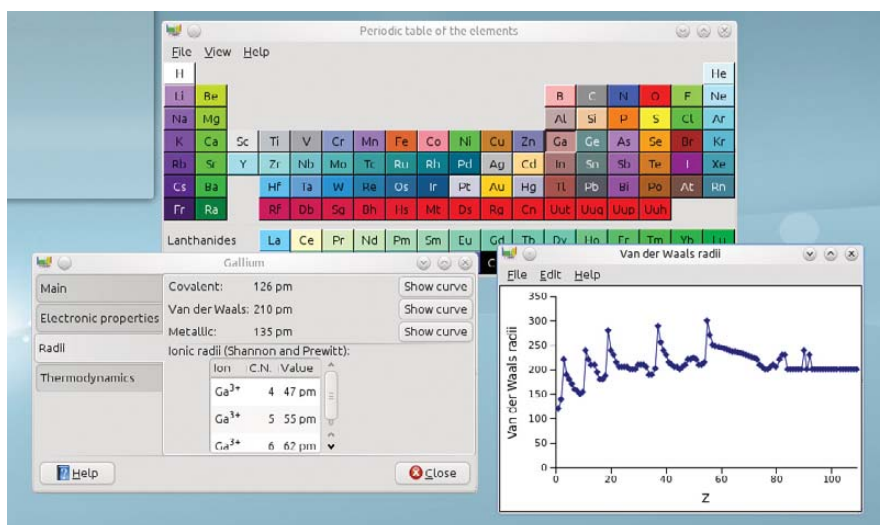 Periodic table of the elements
File View Help
H He
Li Be B C N O F Ne
Na Mg Al Si P S Cl Ar
K Ca Sc Ti V Cr Mn Fe Co Ni Cu Zn Ga Ge As Se Br Kr
Rb Sr Y Zr Nb Mo Tc Ru Rh Pd Ag Cd In Sn Sb Te I Xe
Cs Ba Hf Ta W Re Os Ir Pt Au Hg Tl Pb Bi Po At Rn
Fr Ra Rf Db Sg Bh Hs Mt Ds Rg Cn Uut Uuq Uup Uuh
Lanthanides La Ce Pr Nd Pm Sm Eu Gd Tb Dy Ho Er Tm Yb Lu
Gallium
Main
Electronic properties
Radii
Thermodynamics
Covalent: 126 pm Show curve
Van der Waals: 210 pm Show curve
Metallic: 135 pm Show curve
Ionic radii (Shannon and Prewitt):
Ion C.N. Value
Ga³⁺ 4 47 pm
Ga³⁺ 5 55 pm
Ga³⁺ 6 62 pm
Help Close
Van der Waals radii
File Edit Help
Van der Waals radii
350
300
250
200
150
100
50
0
0 20 40 60 80 100
Z